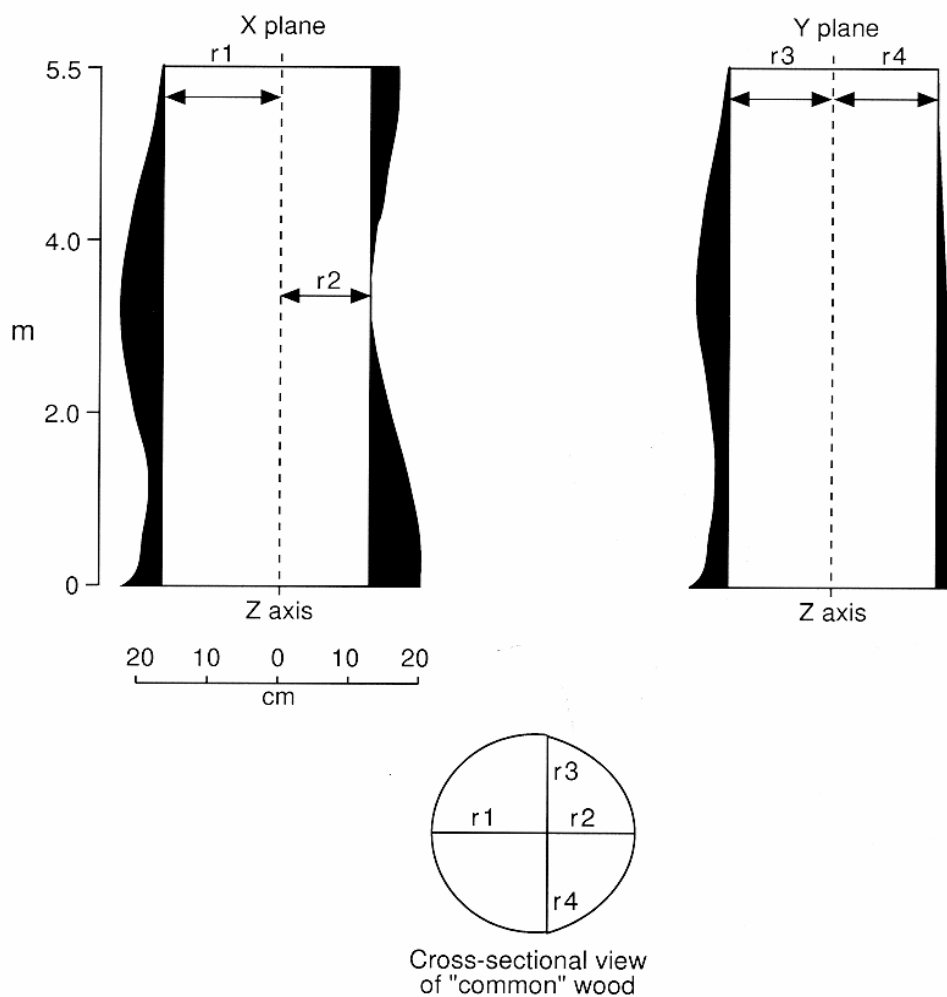 X plane
r1
Y plane
r3
r4
5.5
4.0
r2
m
2.0
0
Z axis
Z axis
20 10 0 10 20
cm
r3
r1
r2
r4
Cross-sectional view
of "common" wood